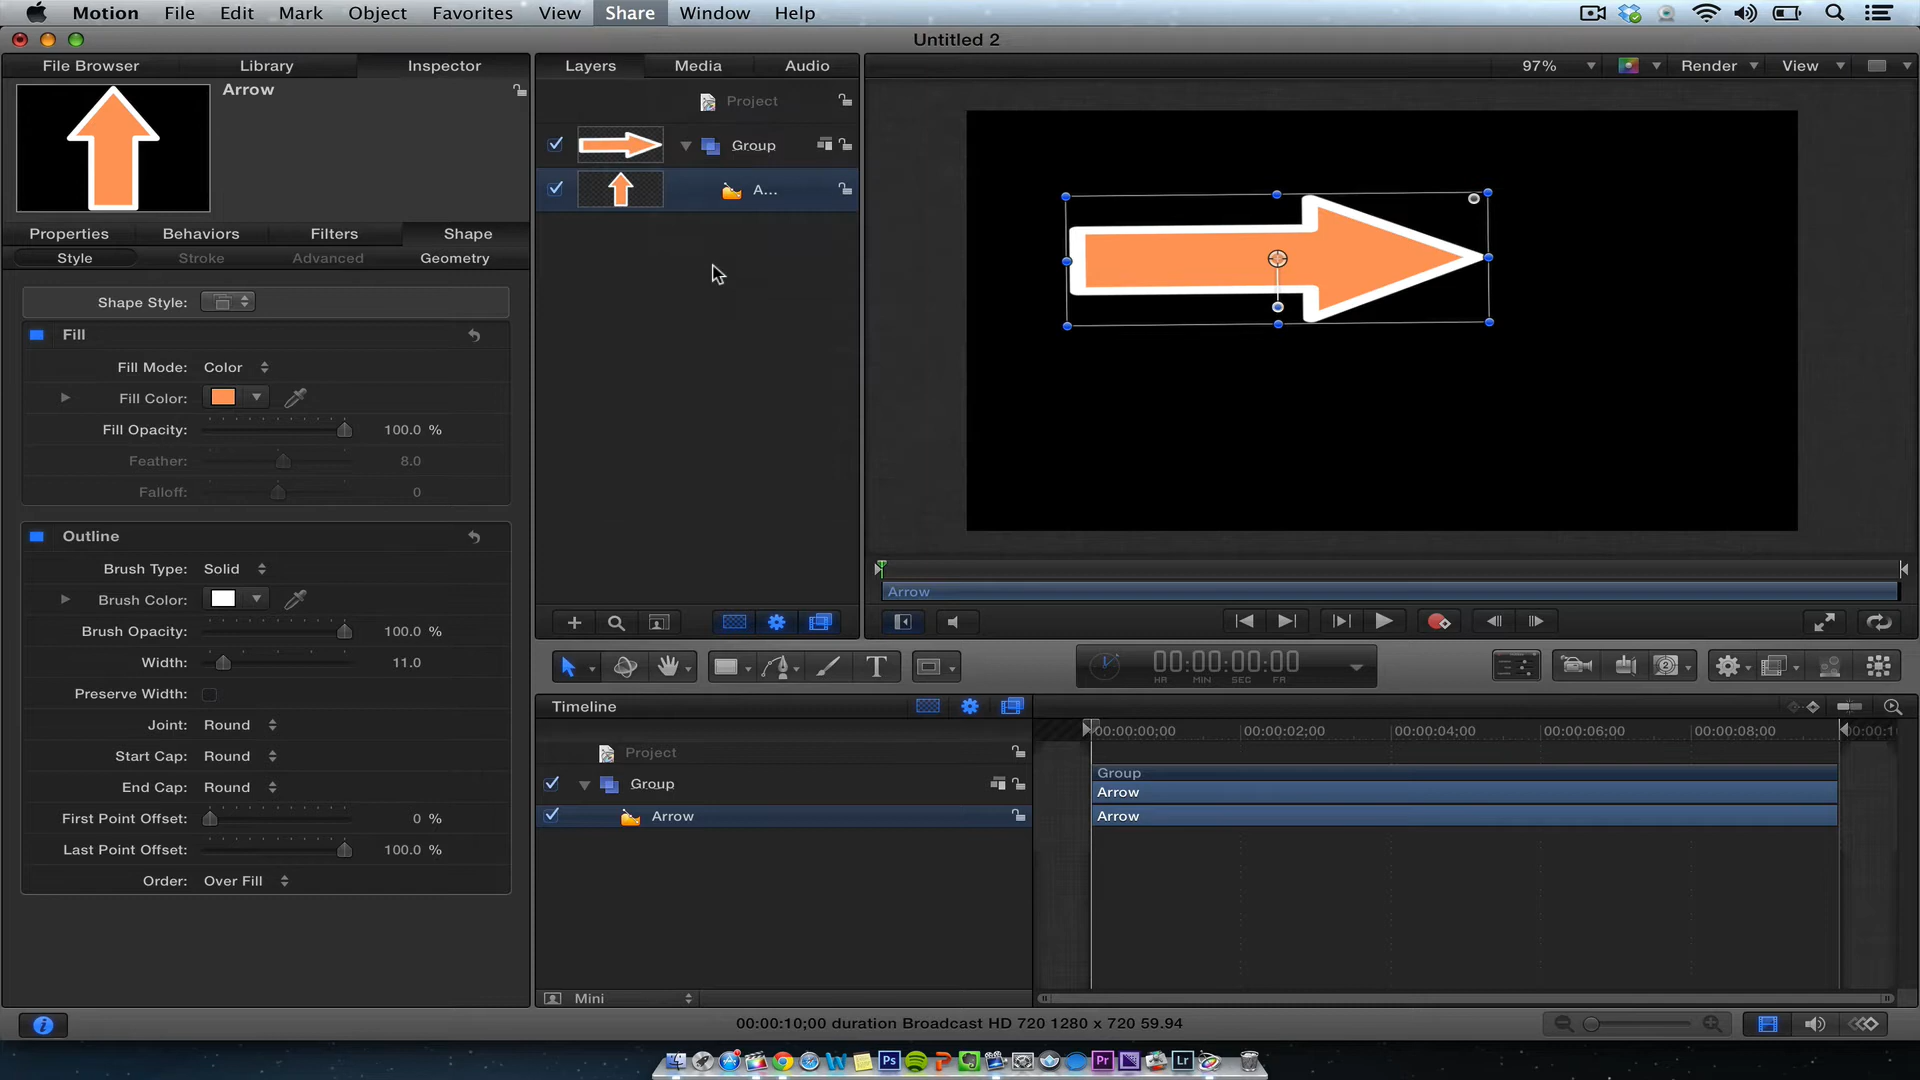 Motion File Edit Mark Object Favorites View Share Window Help
Untitled 2
File Browser Library Inspector
Layers Media Audio
97% Render View
Arrow
Project
Group
A...
Properties Behaviors Filters Shape
Style Stroke Advanced Geometry
Shape Style:
Fill
Fill Mode: Color
Fill Color:
Fill Opacity: 100.0 %
Feather: 8.0
Falloff: 0
Outline
Brush Type: Solid
Brush Color:
Brush Opacity: 100.0 %
Width: 11.0
Preserve Width:
Joint: Round
Start Cap: Round
End Cap: Round
First Point Offset: 0 %
Last Point Offset: 100.0 %
Order: Over Fill
Arrow
T
00:00:00:00
HR MIN SEC FR
2
Timeline
00:00:00;00 00:00:02;00 00:00:04;00 00:00:06;00 00:00:08;00
Project
Group
Arrow
Group
Arrow
Arrow
Mini
00:00:10;00 duration Broadcast HD 720 1280 x 720 59.94
W Ps P Pr Lr